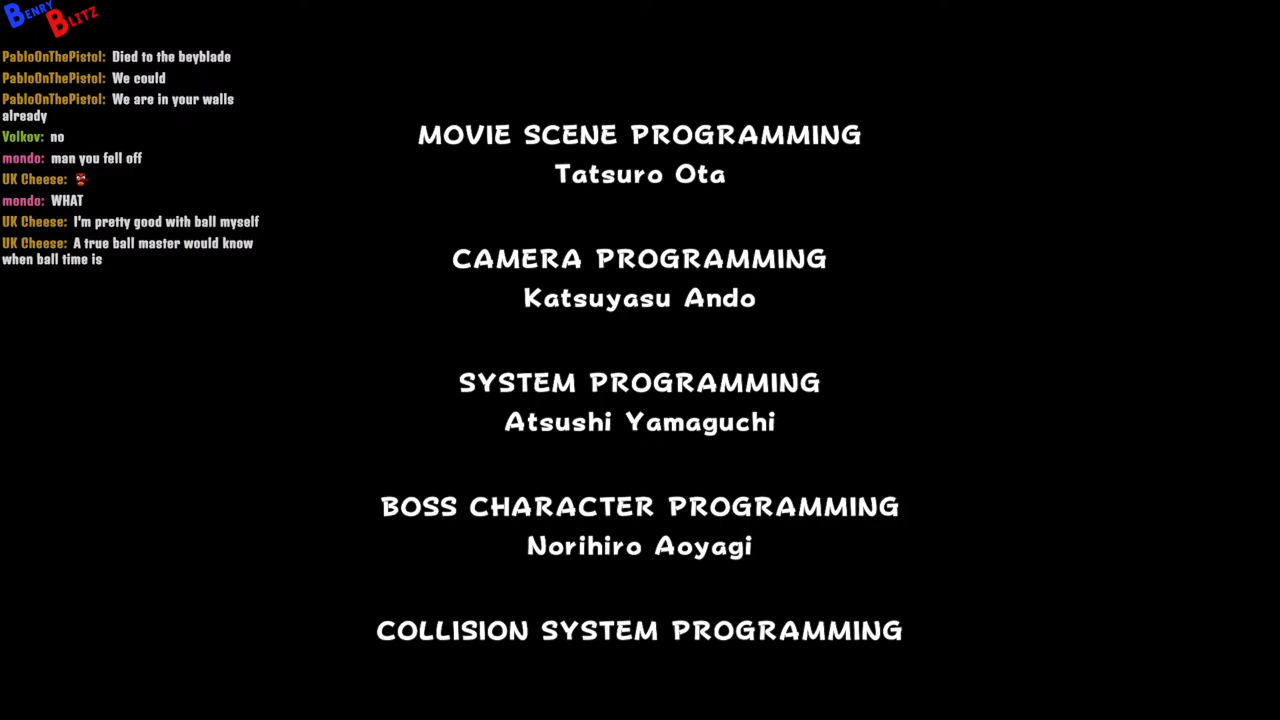 BENRY
BLITZ
PabloOnThePistol: Died to the beyblade
PabloOnThePistol: We could
PabloOnThePistol: We are in your walls
already
Volkov: no
mondo: man you fell off
UK Cheese:
mondo: WHAT
UK Cheese: I'm pretty good with ball myself
UK Cheese: A true ball master would know
when ball time is
MOVIE SCENE PROGRAMMING
Tatsuro Ota
CAMERA PROGRAMMING
Katsuyasu Ando
SYSTEM PROGRAMMING
Atsushi Yamaguchi
BOSS CHARACTER PROGRAMMING
Norihiro Aoyagi
COLLISION SYSTEM PROGRAMMING